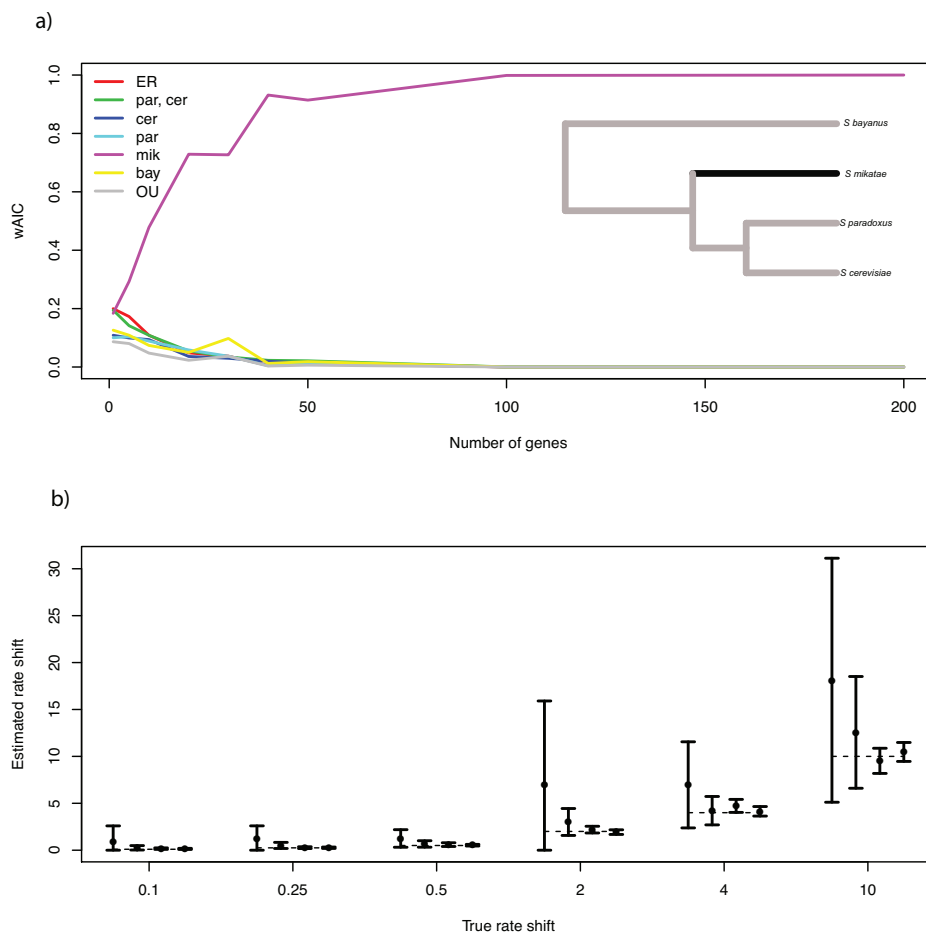 a)
1.0
0.8
0.6
0.4
0.2
0.0
wAIC
ER
par, cer
cer
par
mik
bay
OU
S bayanus
S mikatae
S paradoxus
S cerevisiae
0 50 100 150 200
Number of genes
b)
30
25
20
15
10
5
0
Estimated rate shift
0.1 0.25 0.5 2 4 10
True rate shift